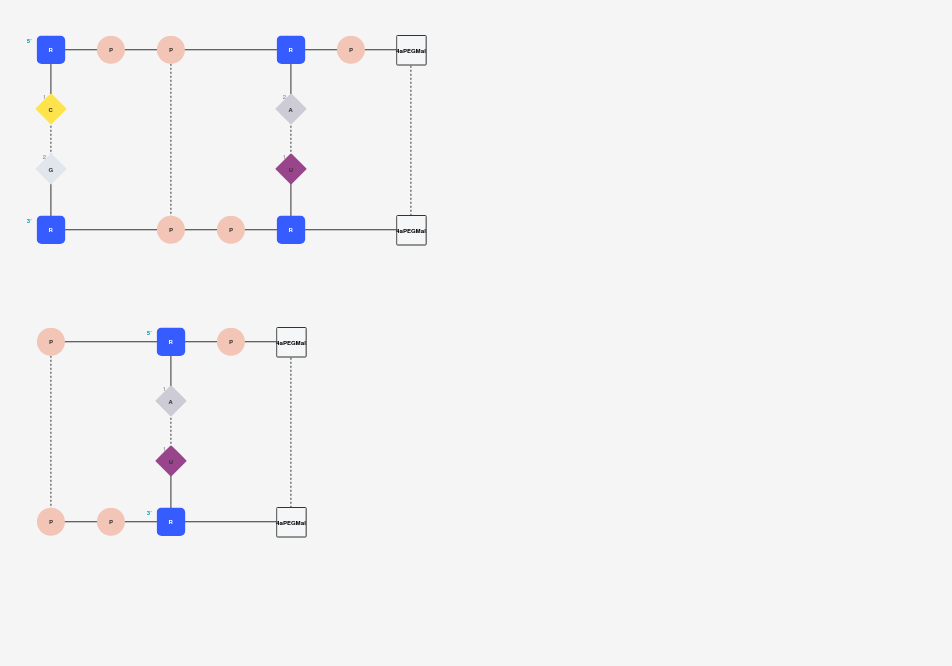 5' R P P R P 4aPEGMal
1 C 2 A
2 G 1 U
3' R P P R 4aPEGMal
P 5' R P 4aPEGMal
1 A
1 U
P P 3' R 4aPEGMal